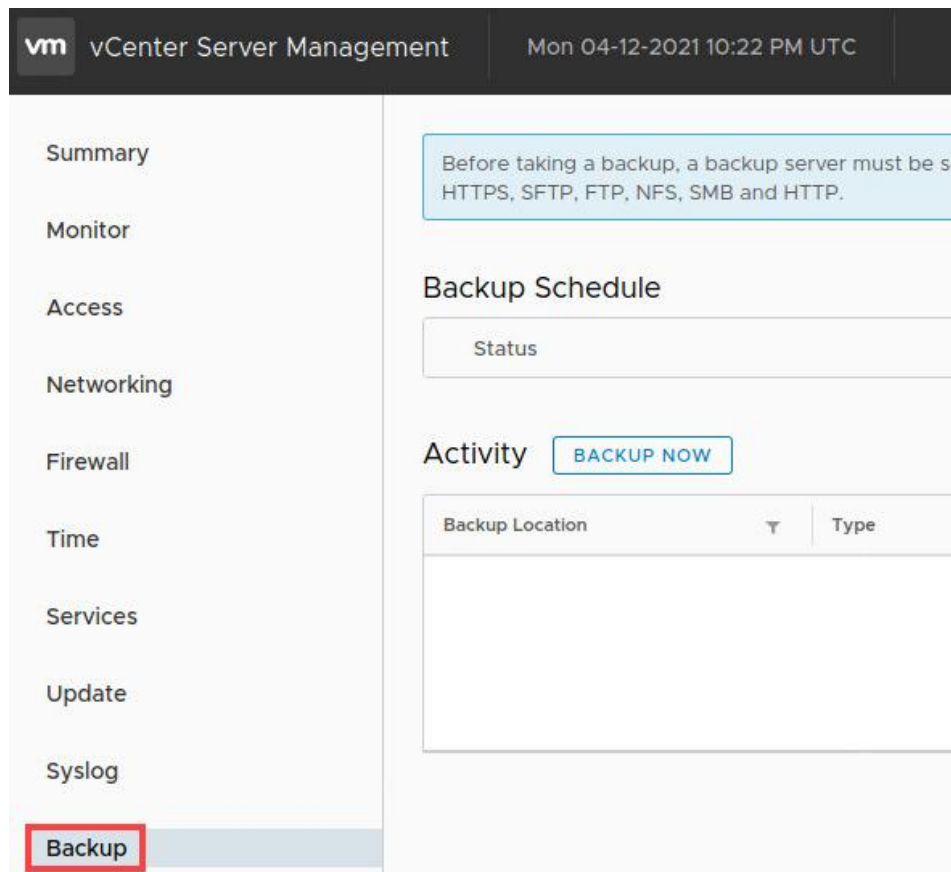 vm vCenter Server Management Mon 04-12-2021 10:22 PM UTC
Summary
Monitor
Access
Networking
Firewall
Time
Services
Update
Syslog
Backup
Before taking a backup, a backup server must be
HTTPS, SFTP, FTP, NFS, SMB and HTTP.
Backup Schedule
Status
Activity BACKUP NOW
Backup Location Type